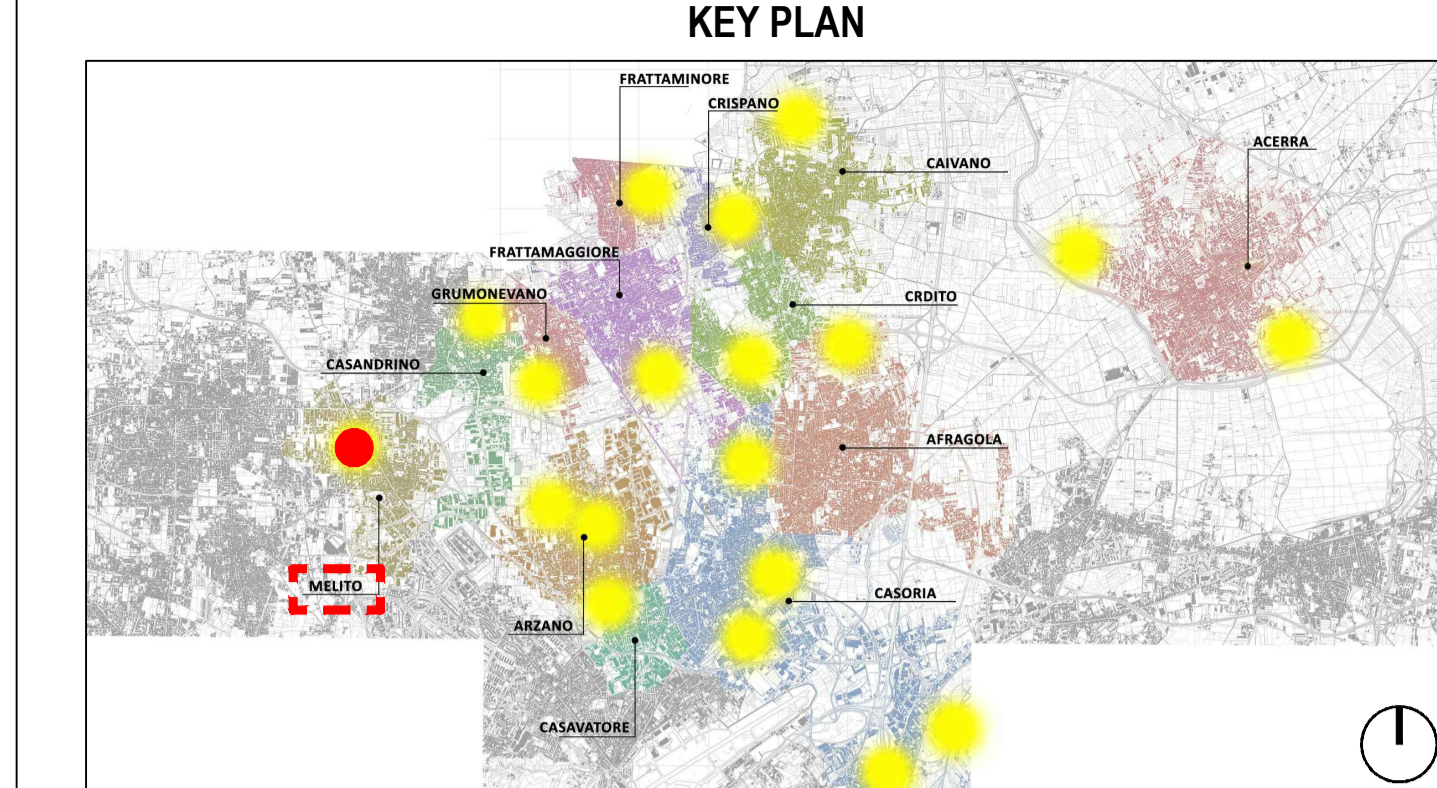 KEY PLAN
FRATTAMINORE
CRISPANO
ACERRA
CAIVANO
FRATTAMAGGIORE
GRUMONEVANO
CRDITO
CASANDRINO
AFRAGOLA
MELITO
CASORIA
ARZANO
CASAVATORE